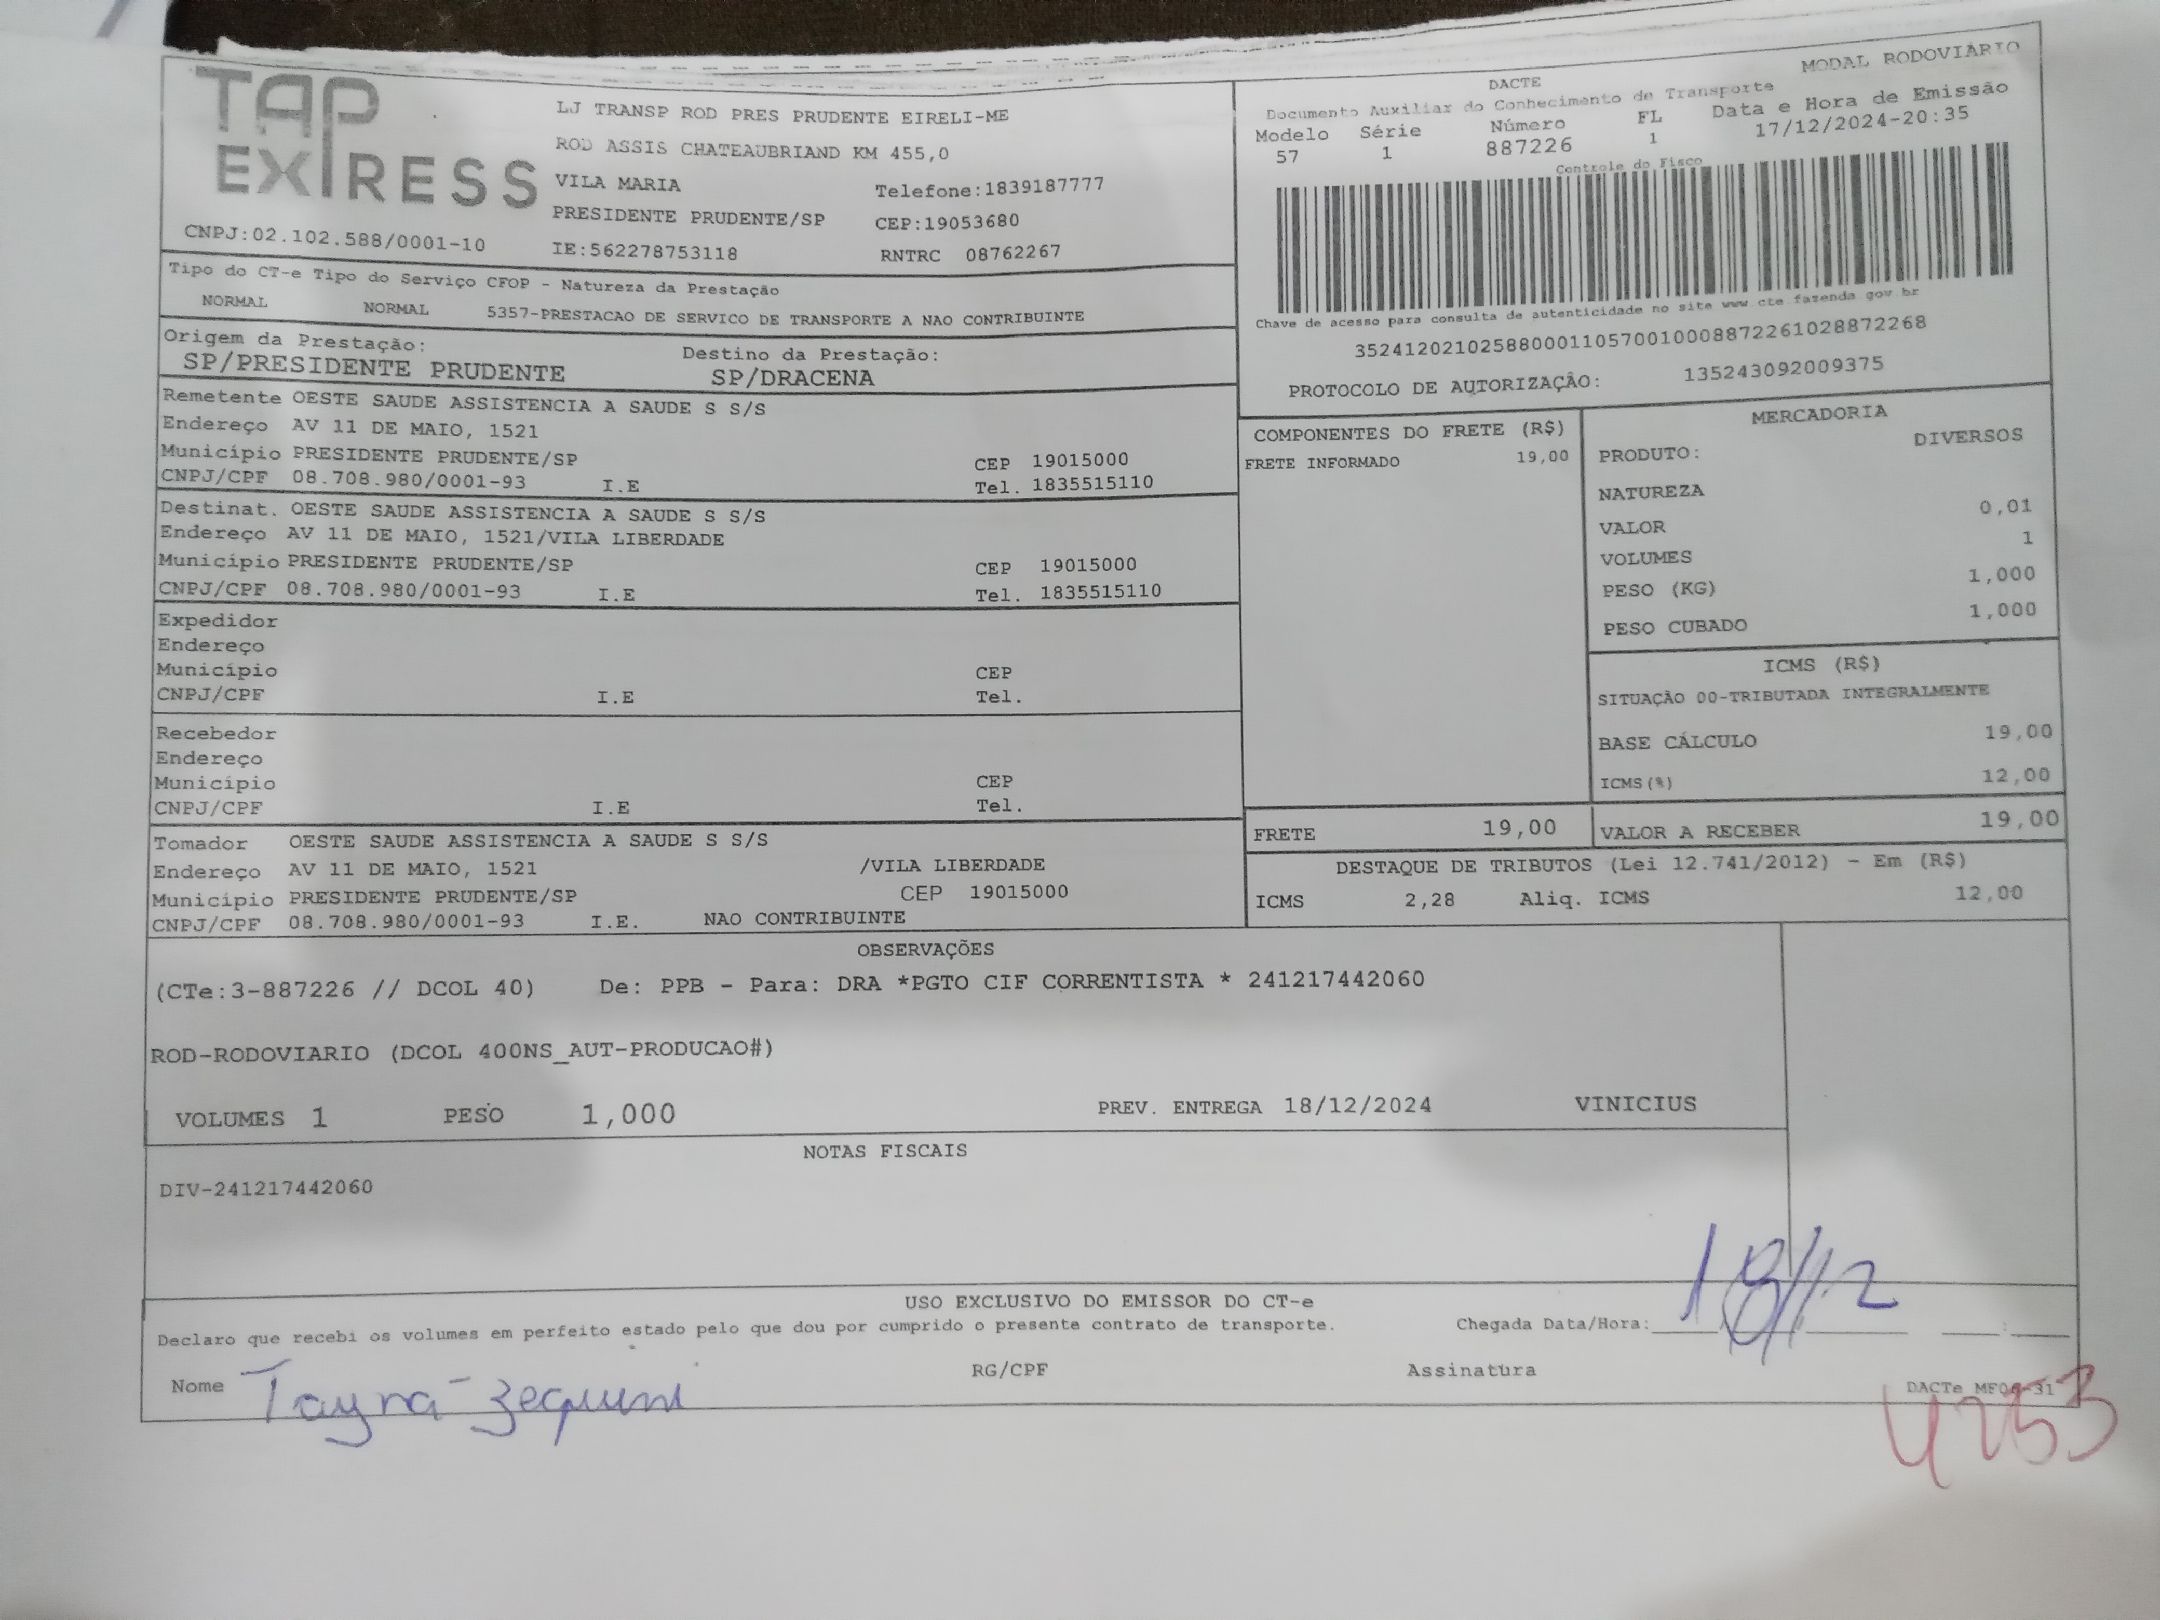 TAP
EXPRESS
CNPJ:02.102.588/0001-10
LJ TRANSP ROD PRES PRUDENTE EIRELI-ME
ROD ASSIS CHATEAUBRIAND KM 455,0
VILA MARIA Telefone:1839187777
PRESIDENTE PRUDENTE/SP CEP:19053680
IE:562278753118 RNTRC 08762267
MODAL RODOVIÁRIO
DACTE
Documento Auxiliar do Conhecimento de Transporte
Modelo Série Número FL Data e Hora de Emissão
57 1 887226 1 17/12/2024-20:35
Controle do Fisco
Chave de acesso para consulta de autenticidade no site www.cte.fazenda.gov.br
35241202102588000110570010008872261028872268
PROTOCOLO DE AUTORIZAÇÃO: 135243092009375
Tipo do CT-e Tipo do Serviço CFOP - Natureza da Prestação
NORMAL NORMAL 5357-PRESTACAO DE SERVICO DE TRANSPORTE A NAO CONTRIBUINTE
Origem da Prestação: Destino da Prestação:
SP/PRESIDENTE PRUDENTE SP/DRACENA
Remetente OESTE SAUDE ASSISTENCIA A SAUDE S S/S
Endereço AV 11 DE MAIO, 1521
Município PRESIDENTE PRUDENTE/SP CEP 19015000
CNPJ/CPF 08.708.980/0001-93 I.E Tel. 1835515110
Destinat. OESTE SAUDE ASSISTENCIA A SAUDE S S/S
Endereço AV 11 DE MAIO, 1521/VILA LIBERDADE
Município PRESIDENTE PRUDENTE/SP CEP 19015000
CNPJ/CPF 08.708.980/0001-93 I.E Tel. 1835515110
Expedidor
Endereço
Município CEP
CNPJ/CPF I.E Tel.
Recebedor
Endereço
Município CEP
CNPJ/CPF I.E Tel.
Tomador OESTE SAUDE ASSISTENCIA A SAUDE S S/S
Endereço AV 11 DE MAIO, 1521 /VILA LIBERDADE
Município PRESIDENTE PRUDENTE/SP CEP 19015000
CNPJ/CPF 08.708.980/0001-93 I.E. NAO CONTRIBUINTE
COMPONENTES DO FRETE (R$)
FRETE INFORMADO 19,00
MERCADORIA
PRODUTO: DIVERSOS
NATUREZA
VALOR 0,01
VOLUMES 1
PESO (KG) 1,000
PESO CUBADO 1,000
ICMS (R$)
SITUAÇÃO 00-TRIBUTADA INTEGRALMENTE
BASE CÁLCULO 19,00
ICMS(%) 12,00
FRETE 19,00 VALOR A RECEBER 19,00
DESTAQUE DE TRIBUTOS (Lei 12.741/2012) - Em (R$)
ICMS 2,28 Aliq. ICMS 12,00
OBSERVAÇÕES
(CTe:3-887226 // DCOL 40) De: PPB - Para: DRA *PGTO CIF CORRENTISTA * 241217442060
ROD-RODOVIARIO (DCOL 400NS_AUT-PRODUCAO#)
VOLUMES 1 PESO 1,000 PREV. ENTREGA 18/12/2024 VINICIUS
NOTAS FISCAIS
DIV-241217442060
USO EXCLUSIVO DO EMISSOR DO CT-e
Declaro que recebi os volumes em perfeito estado pelo que dou por cumprido o presente contrato de transporte. Chegada Data/Hora: 18/12
Nome Tayná Zequini RG/CPF Assinatura
DACTe
4253